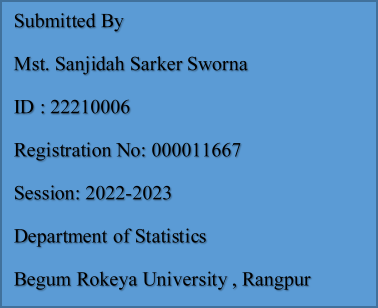 Submitted By
Mst. Sanjidah Sarker Sworna
ID : 22210006
Registration No: 000011667
Session: 2022-2023
Department of Statistics
Begum Rokeya University , Rangpur